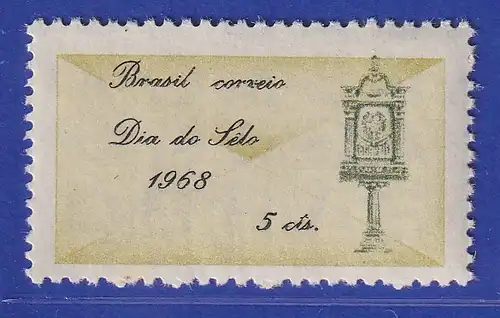 Brasil correio
Dia do Sêlo
1968
5 cts.